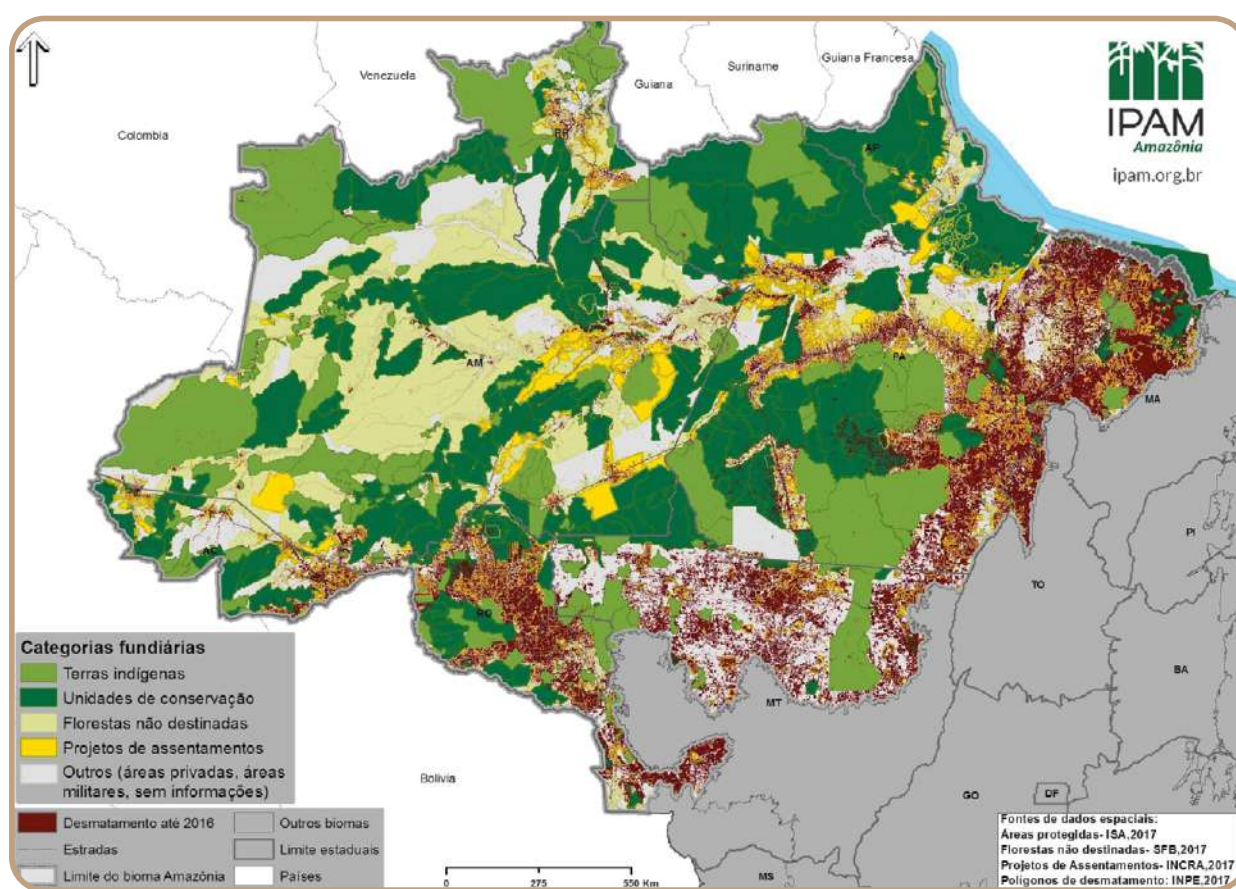 Colombia
Venezuela
Guiana
Suriname
Guiana Francesa
IPAM
Amazônia
ipam.org.br
RR
AP
AM
PA
MA
AC
RO
PI
TO
BA
MT
Bolivia
GO
DF
MS
Categorias fundiárias
Terras indígenas
Unidades de conservação
Florestas não destinadas
Projetos de assentamentos
Outros (áreas privadas, áreas
militares, sem informações)
Desmatamento até 2016
Outros biomas
Estradas
Limite estaduais
Limite do bioma Amazônia
Países
0 275 550 Km
Fontes de dados espaciais:
Áreas protegidas- ISA,2017
Florestas não destinadas- SFB,2017
Projetos de Assentamentos- INCRA,2017
Polígonos de desmatamento: INPE,2017